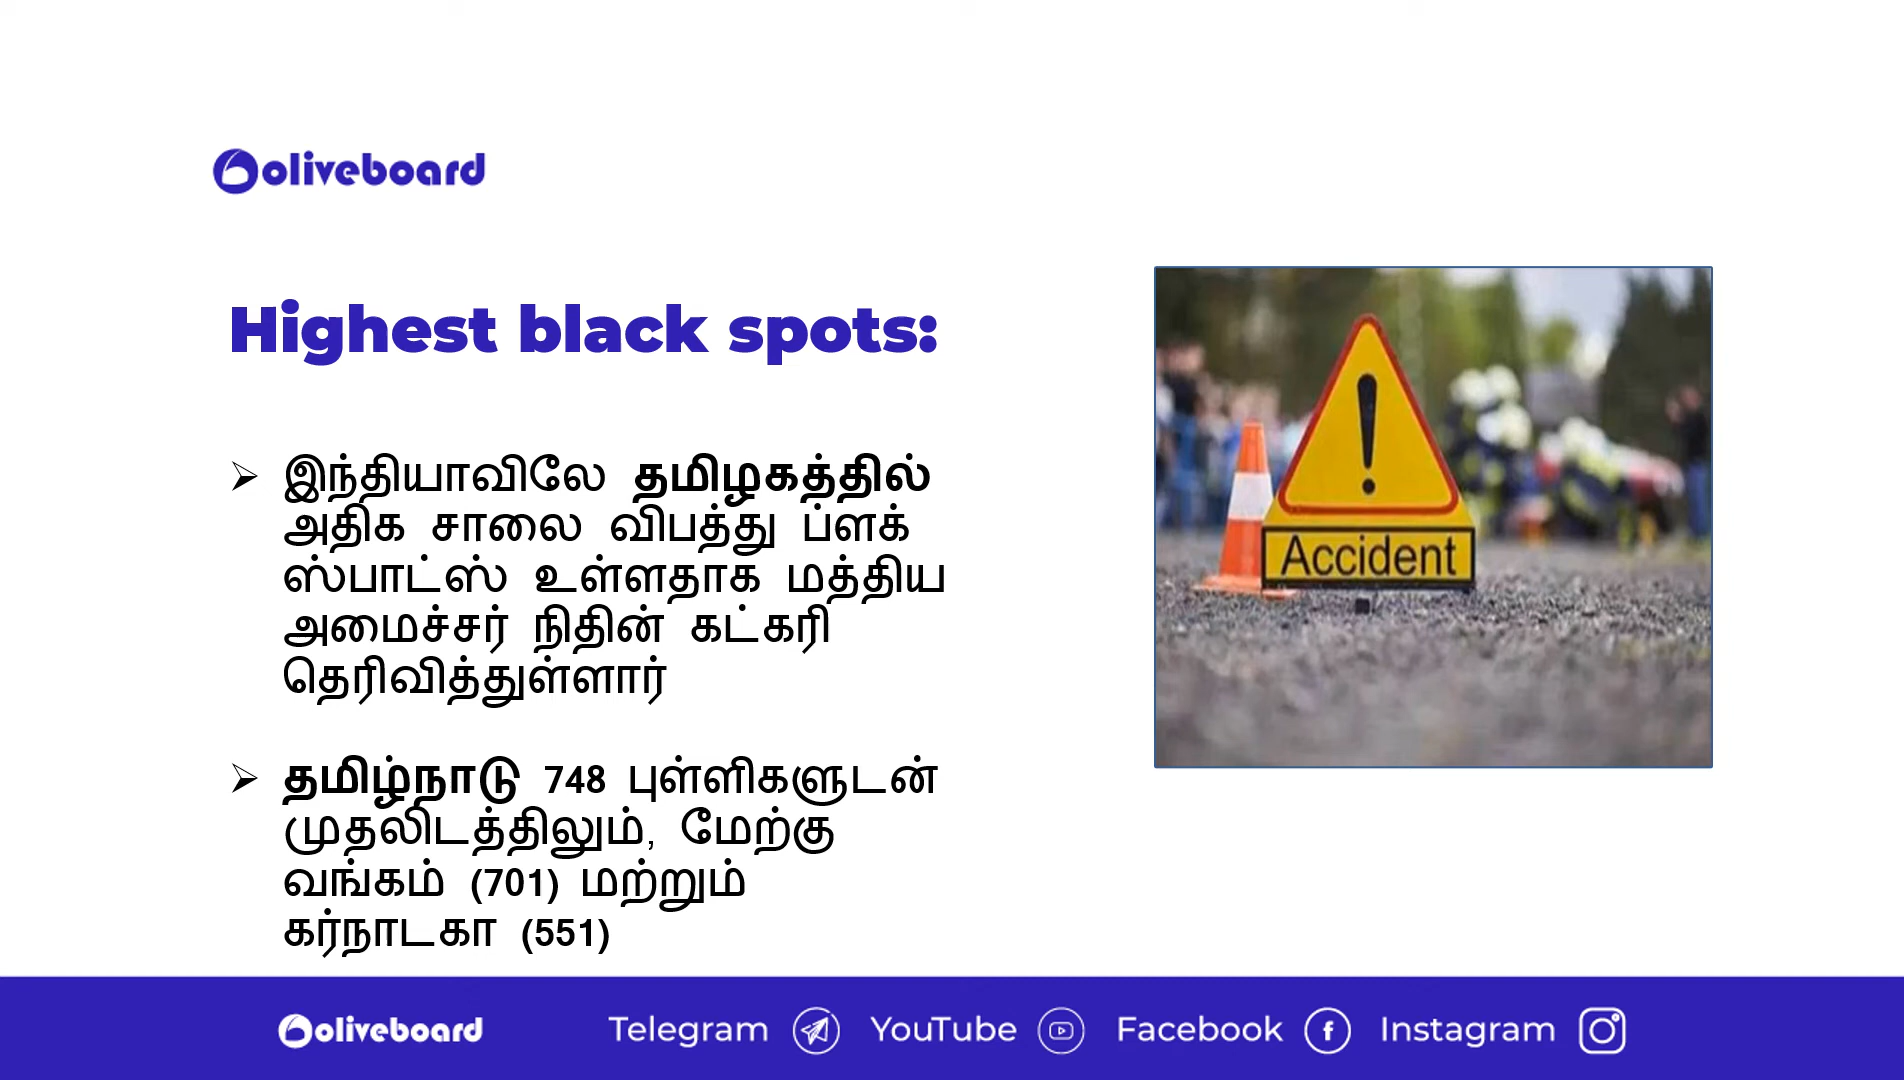 oliveboard
Highest black spots:
➢ இந்தியாவிலே தமிழகத்தில்
அதிக சாலை விபத்து ப்ளக்
ஸ்பாட்ஸ் உள்ளதாக மத்திய
அமைச்சர் நிதின் கட்கரி
தெரிவித்துள்ளார்
➢ தமிழ்நாடு 748 புள்ளிகளுடன்
முதலிடத்திலும், மேற்கு
வங்கம் (701) மற்றும்
கர்நாடகா (551)
Accident
oliveboard Telegram YouTube Facebook Instagram